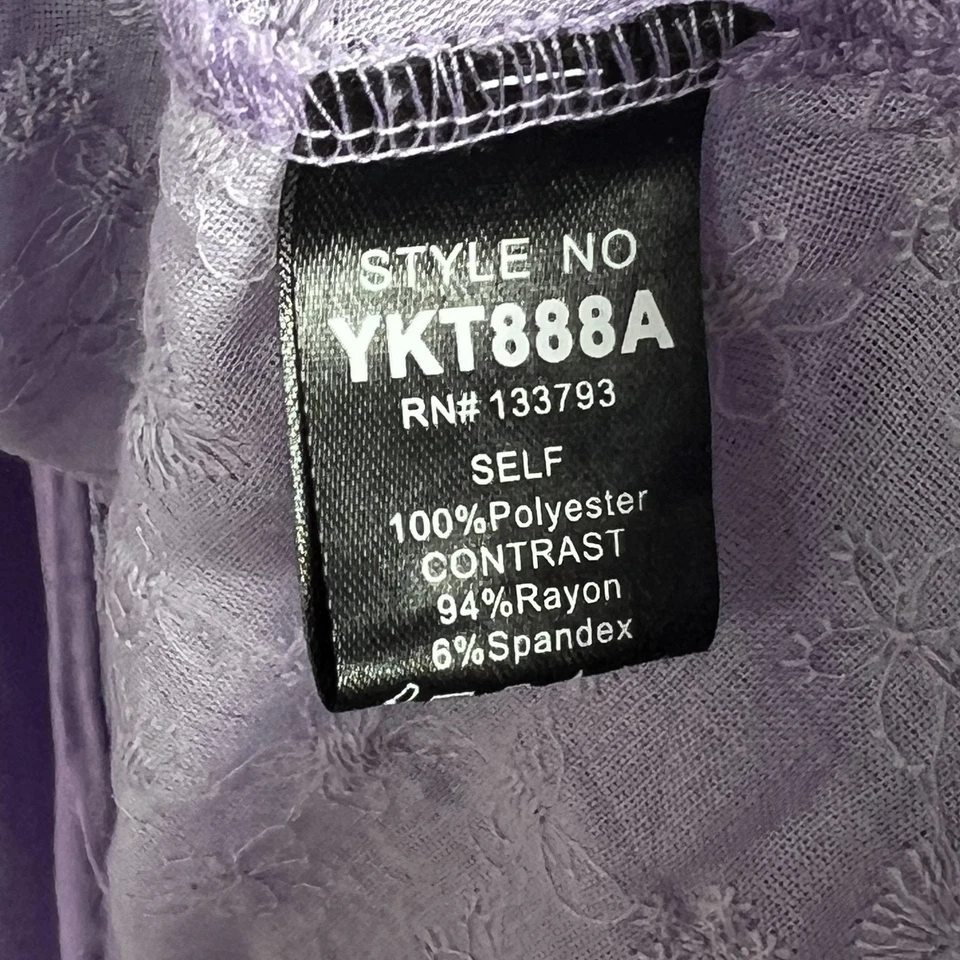 STYLE NO
YKT888A
RN# 133793
SELF
100%Polyester
CONTRAST
94%Rayon
6%Spandex